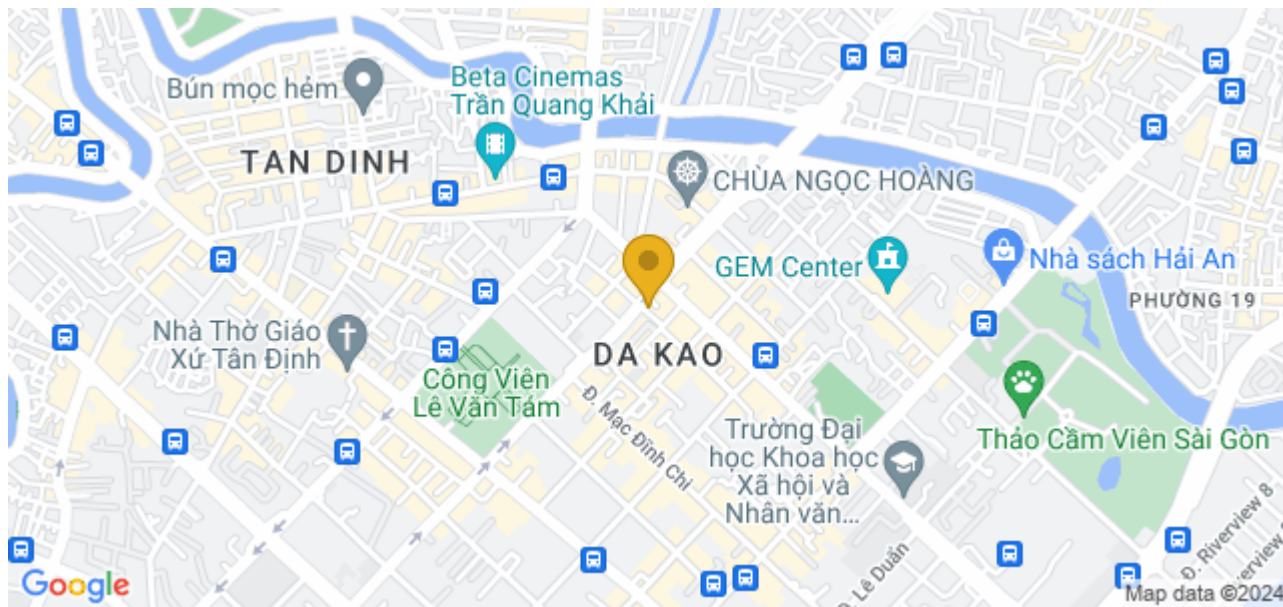 Bún mọc hẻm
Beta Cinemas
Trần Quang Khải
TAN DINH
CHÙA NGỌC HOÀNG
GEM Center
Nhà sách Hải An
PHƯỜNG 19
Nhà Thờ Giáo
Xứ Tân Định
DA KAO
Công Viên
Lê Văn Tám
Đ. Mạc Đĩnh Chi
Trường Đại
học Khoa học
Xã hội và
Nhân văn...
Thảo Cầm Viên Sài Gòn
Đ. Lê Duẩn
Đ. Riverview 8
erview 5
Google
Map data ©2024